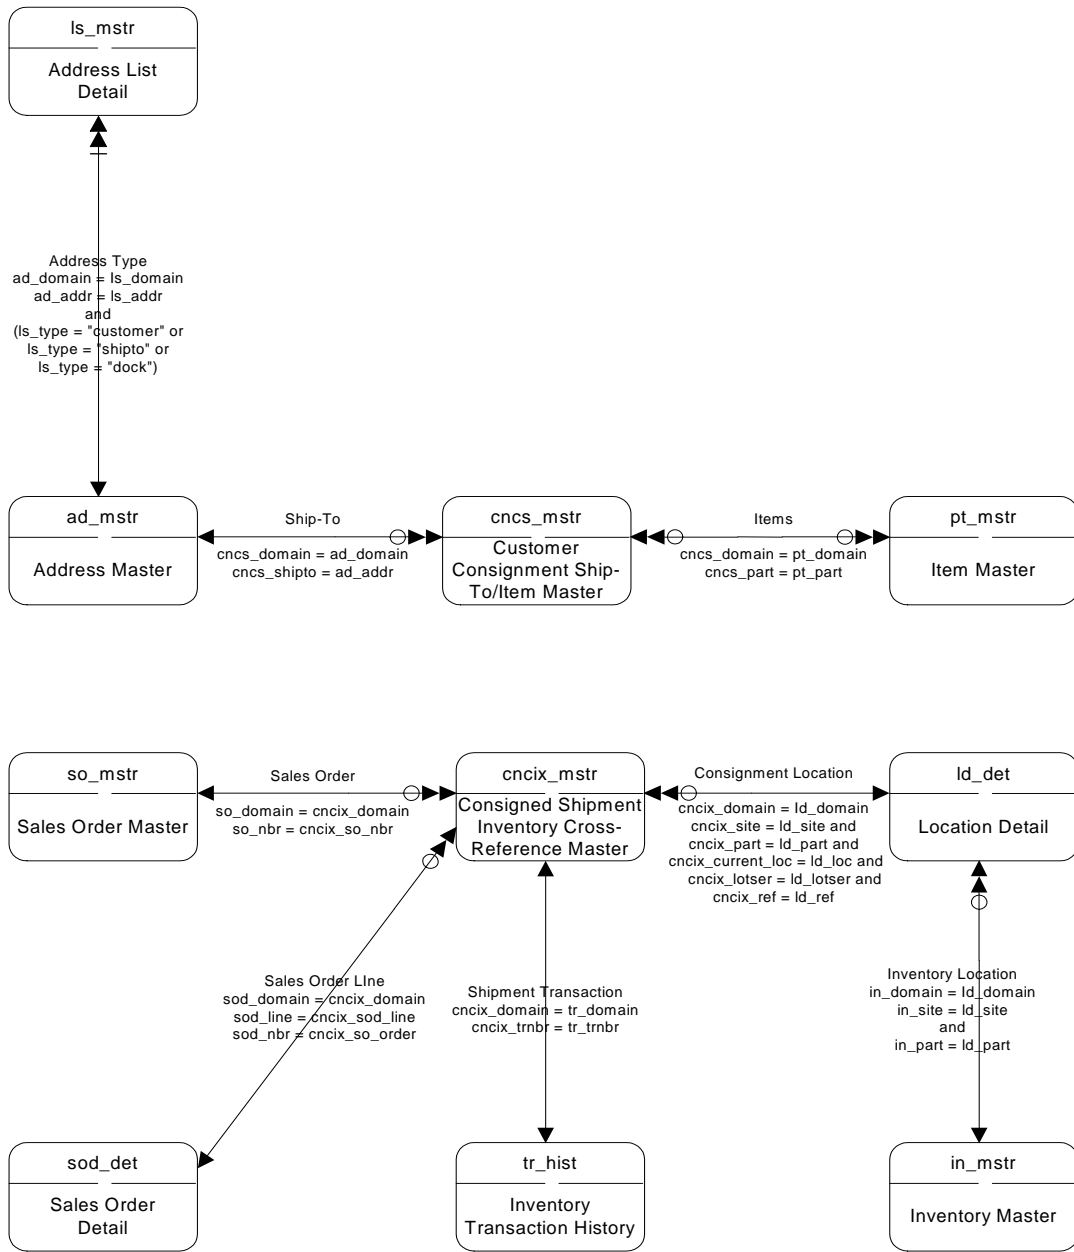 ls_mstr
Address List
Detail
Address Type
ad_domain = ls_domain
ad_addr = ls_addr
and
(ls_type = "customer" or
ls_type = "shipto" or
ls_type = "dock")
ad_mstr
Address Master
Ship-To
cncs_domain = ad_domain
cncs_shipto = ad_addr
cncs_mstr
Customer
Consignment Ship-
To/Item Master
Items
cncs_domain = pt_domain
cncs_part = pt_part
pt_mstr
Item Master
so_mstr
Sales Order Master
Sales Order
so_domain = cncix_domain
so_nbr = cncix_so_nbr
cncix_mstr
Consigned Shipment
Inventory Cross-
Reference Master
Consignment Location
cncix_domain = ld_domain
cncix_site = ld_site and
cncix_part = ld_part and
cncix_current_loc = ld_loc and
cncix_lotser = ld_lotser and
cncix_ref = ld_ref
ld_det
Location Detail
Sales Order LIne
sod_domain = cncix_domain
sod_line = cncix_sod_line
sod_nbr = cncix_so_order
Shipment Transaction
cncix_domain = tr_domain
cncix_trnbr = tr_trnbr
Inventory Location
in_domain = ld_domain
in_site = ld_site
and
in_part = ld_part
sod_det
Sales Order
Detail
tr_hist
Inventory
Transaction History
in_mstr
Inventory Master